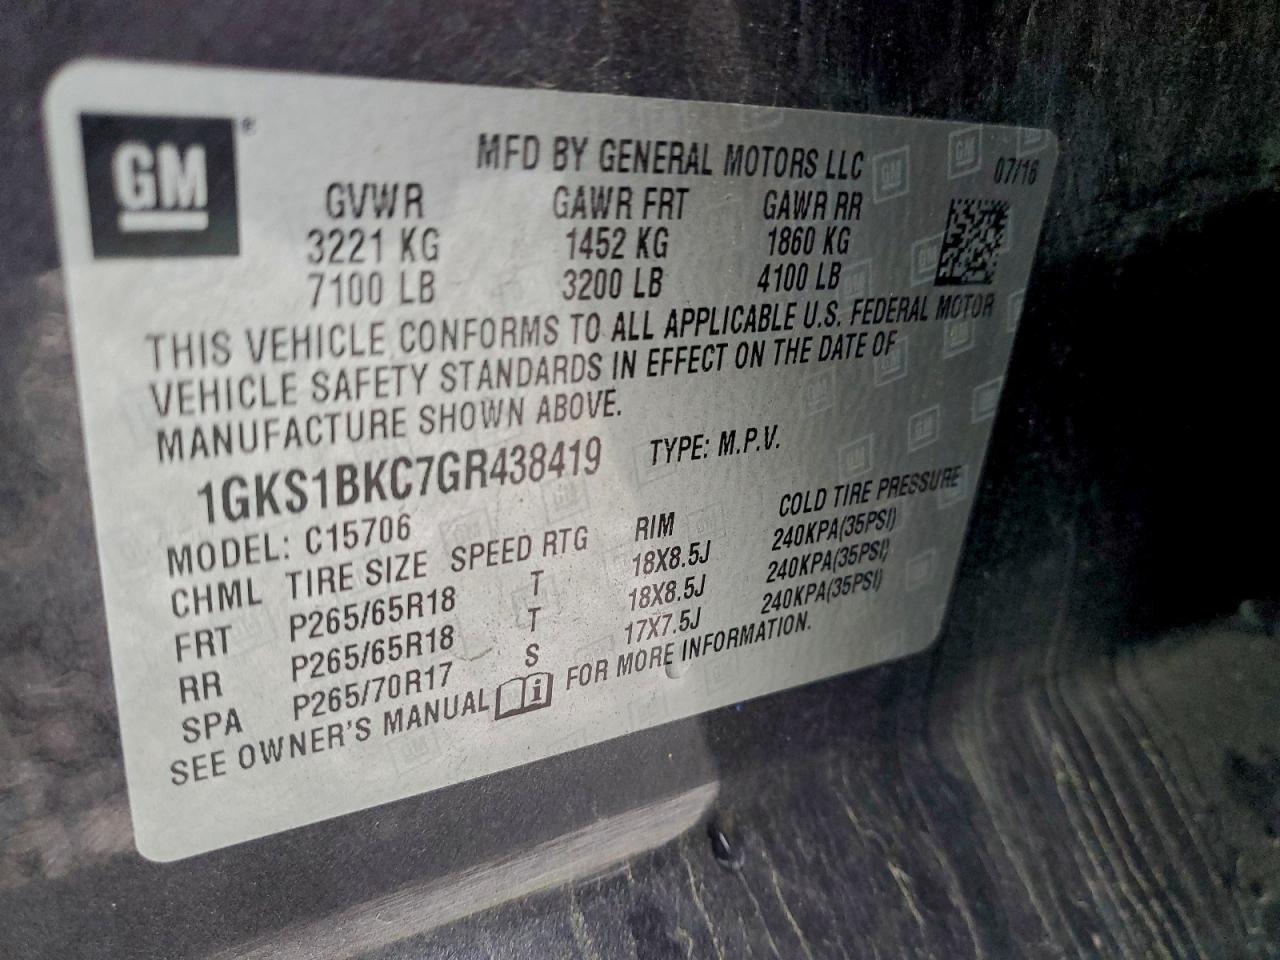 GM®
MFD BY GENERAL MOTORS LLC
07/16
GVWR GAWR FRT GAWR RR
3221 KG 1452 KG 1860 KG
7100 LB 3200 LB 4100 LB
THIS VEHICLE CONFORMS TO ALL APPLICABLE U.S. FEDERAL MOTOR
VEHICLE SAFETY STANDARDS IN EFFECT ON THE DATE OF
MANUFACTURE SHOWN ABOVE.
1GKS1BKC7GR438419 TYPE: M.P.V.
MODEL: C15706
CHML TIRE SIZE SPEED RTG RIM COLD TIRE PRESSURE
FRT P265/65R18 T 18X8.5J 240KPA(35PSI)
RR P265/65R18 T 18X8.5J 240KPA(35PSI)
SPA P265/70R17 S 17X7.5J 240KPA(35PSI)
SEE OWNER'S MANUAL i FOR MORE INFORMATION.